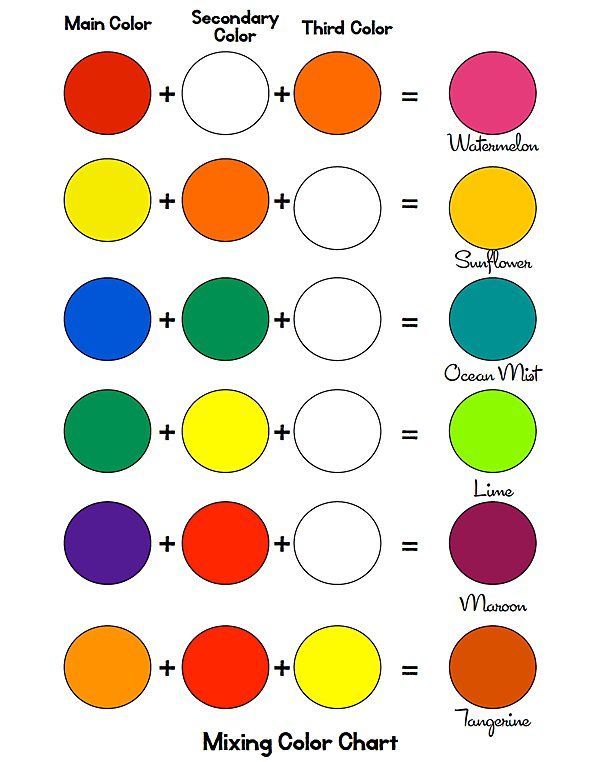 Main Color
Secondary
Color
Third Color
+ + =
Watermelon
+ + =
Sunflower
+ + =
Ocean Mist
+ + =
Lime
+ + =
Maroon
+ + =
Tangerine
Mixing Color Chart